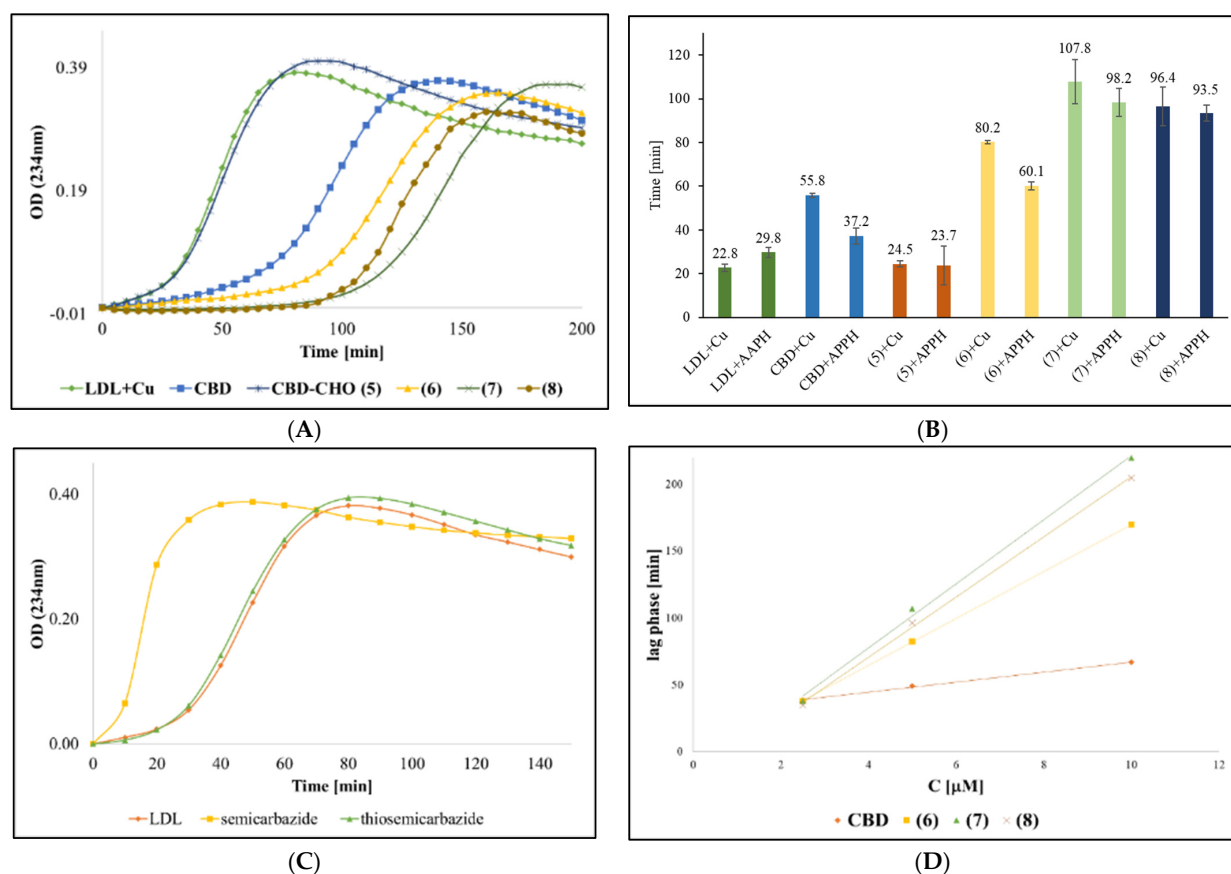 0.39
0.19
-0.01
OD (234nm)
0
50
100
150
200
Time [min]
LDL+Cu
CBD
CBD-CHO (5)
(6)
(7)
(8)
(A)
120
100
80
60
40
20
0
Time [min]
22.8
29.8
55.8
37.2
24.5
23.7
80.2
60.1
107.8
98.2
96.4
93.5
LDL+Cu
LDL+AAPH
CBD+Cu
CBD+APPH
(5)+Cu
(5)+APPH
(6)+Cu
(6)+APPH
(7)+Cu
(7)+APPH
(8)+Cu
(8)+APPH
(B)
0.40
0.20
0.00
OD (234nm)
0
20
40
60
80
100
120
140
Time [min]
LDL
semicarbazide
thiosemicarbazide
(C)
200
150
100
50
0
lag phase [min]
0
2
4
6
8
10
12
C [µM]
CBD
(6)
(7)
(8)
(D)